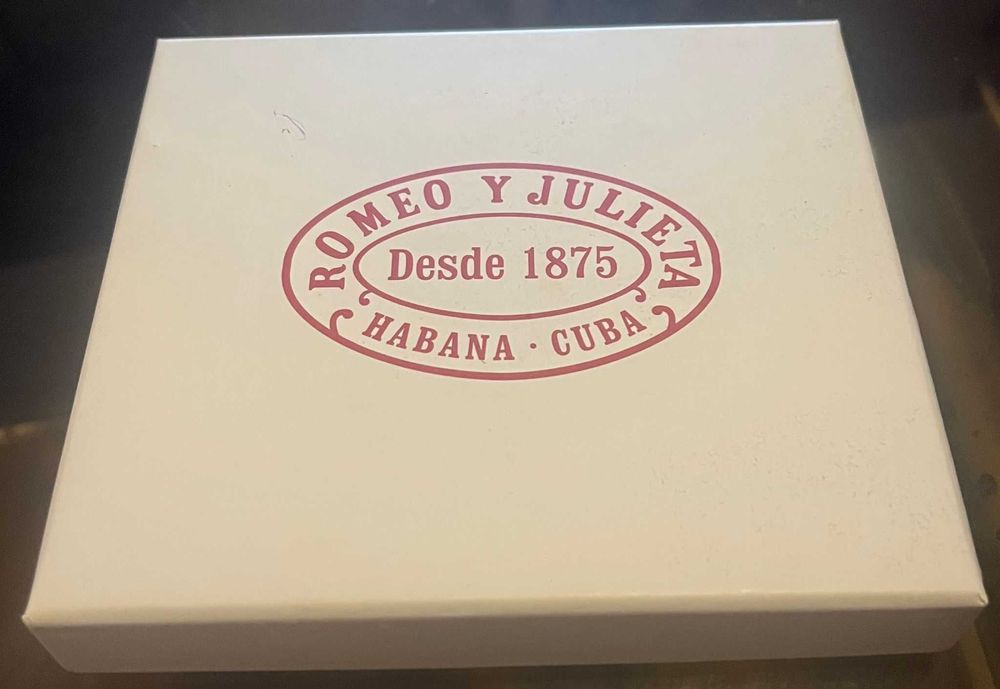 ROMEO Y JULIETA
Desde 1875
HABANA · CUBA